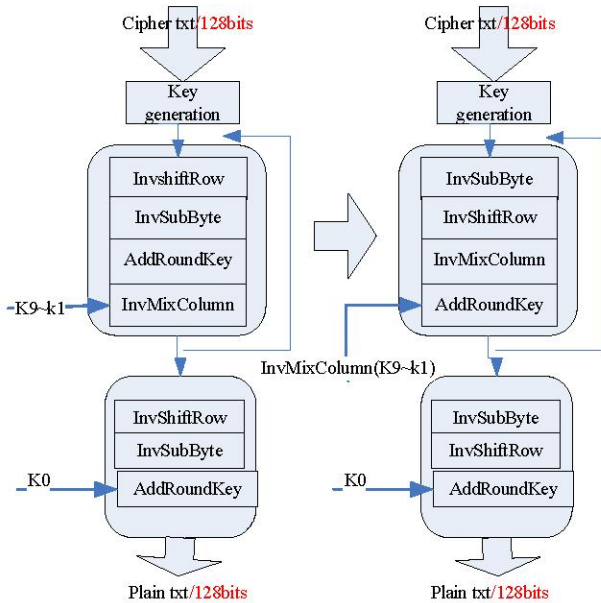 Cipher txt/128bits
Key
generation
InvshiftRow
InvSubByte
AddRoundKey
InvMixColumn
K9~k1
InvShiftRow
InvSubByte
AddRoundKey
K0
Plain txt/128bits
Cipher txt/128bits
Key
generation
InvSubByte
InvShiftRow
InvMixColumn
AddRoundKey
InvMixColumn(K9~k1)
InvSubByte
InvShiftRow
AddRoundKey
K0
Plain txt/128bits